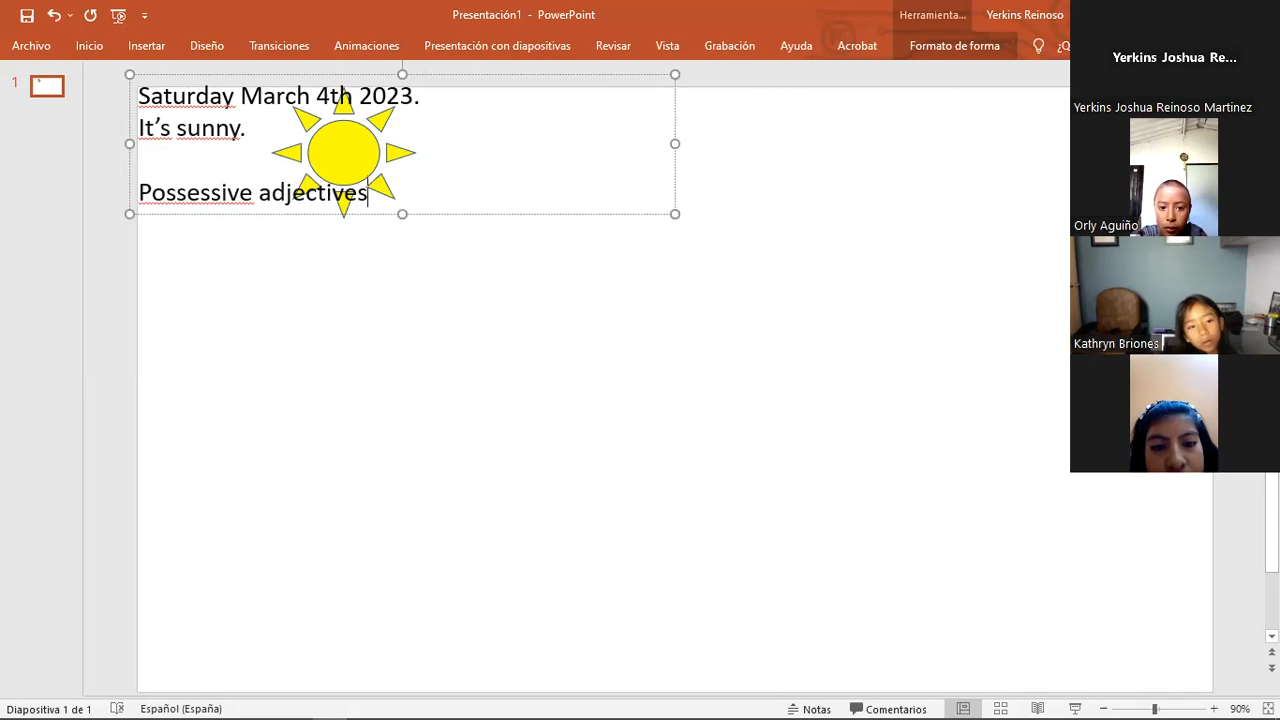 Presentación1 - PowerPoint
Herramienta...
Yerkins Reinoso
Archivo
Inicio
Insertar
Diseño
Transiciones
Animaciones
Presentación con diapositivas
Revisar
Vista
Grabación
Ayuda
Acrobat
Formato de forma
¿Q
Yerkins Joshua Re...
1
Saturday March 4th 2023.
It's sunny.
Possessive adjectives
Yerkins Joshua Reinoso Martinez
Orly Aguiño
Kathryn Briones
Diapositiva 1 de 1
Español (España)
Notas
Comentarios
90%